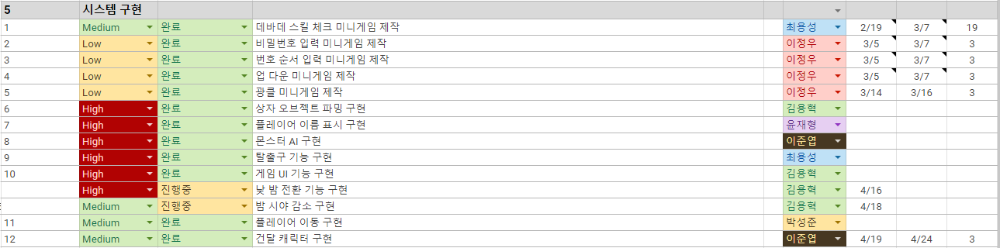 5 시스템 구현
1 Medium 완료 데바데 스킬 체크 미니게임 제작 최용성 2/19 3/7 19
2 Low 완료 비밀번호 입력 미니게임 제작 이정우 3/5 3/7 3
3 Low 완료 번호 순서 입력 미니게임 제작 이정우 3/5 3/7 3
4 Low 완료 업 다운 미니게임 제작 이정우 3/5 3/7 3
5 Low 완료 광클 미니게임 제작 이정우 3/14 3/16 3
6 High 완료 상자 오브젝트 파밍 구현 김용혁
7 High 완료 플레이어 이름 표시 구현 윤재형
8 High 완료 몬스터 AI 구현 이준엽
9 High 완료 탈출구 기능 구현 최용성
10 High 완료 게임 UI 기능 구현 김용혁
High 진행중 낮 밤 전환 기능 구현 김용혁 4/16
Medium 진행중 밤 시야 감소 구현 김용혁 4/18
11 Medium 완료 플레이어 이동 구현 박성준
12 Medium 완료 건달 캐릭터 구현 이준엽 4/19 4/24 3